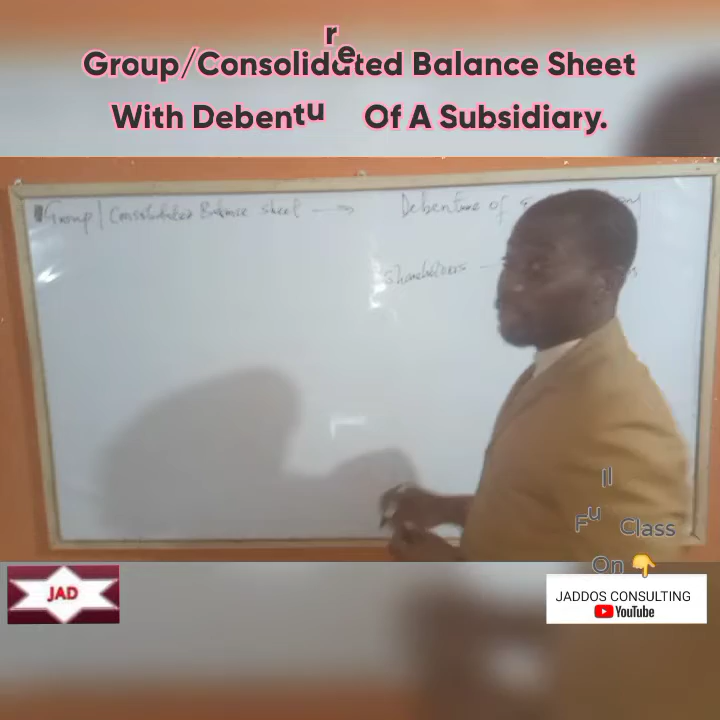 Group/Consolidated Balance Sheet
With Debenture Of A Subsidiary.
Group / Consolidated Balance sheet
Debenture of
Shareholders
Full Class
On 👇
JAD
JADDOS CONSULTING
YouTube